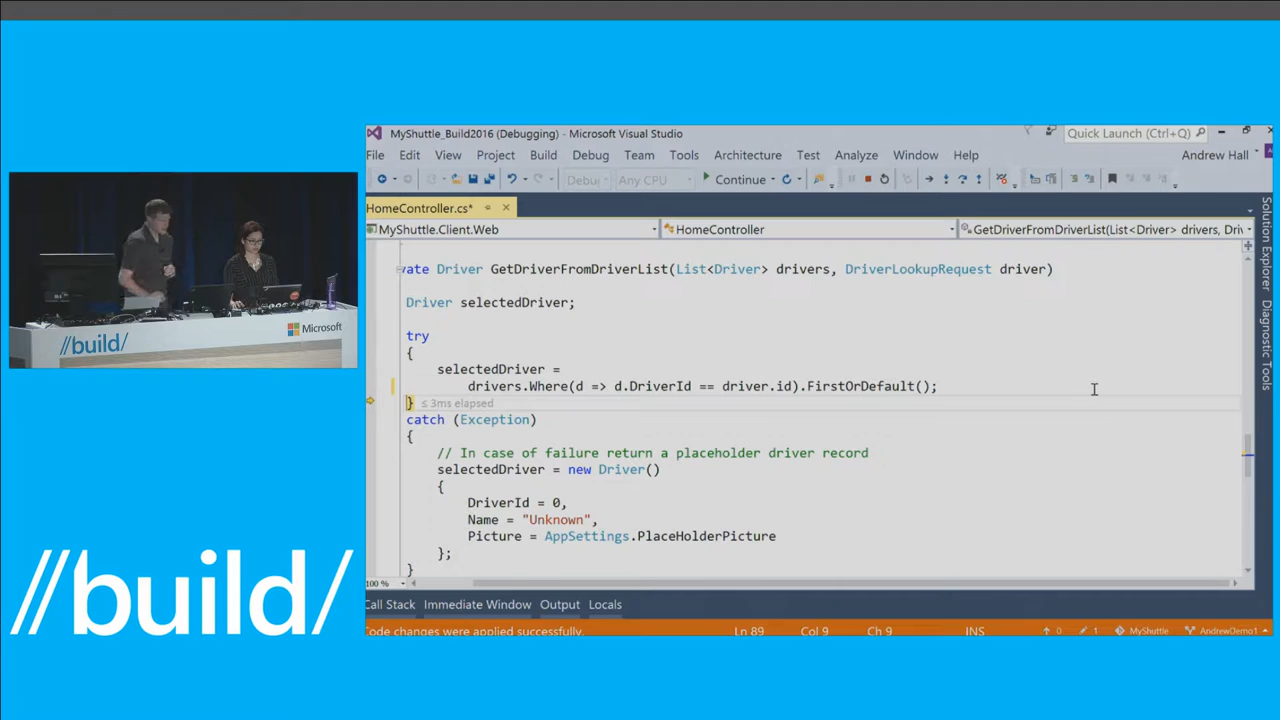 MyShuttle_Build2016 (Debugging) - Microsoft Visual Studio
Quick Launch (Ctrl+Q)
File Edit View Project Build Debug Team Tools Architecture Test Analyze Window Help
Andrew Hall
Debug Any CPU Continue
HomeController.cs*
MyShuttle.Client.Web HomeController GetDriverFromDriverList(List<Driver> drivers, Driv
vate Driver GetDriverFromDriverList(List<Driver> drivers, DriverLookupRequest driver)
Driver selectedDriver;
try
{
selectedDriver =
drivers.Where(d => d.DriverId == driver.id).FirstOrDefault();
} ≤ 3ms elapsed
catch (Exception)
{
// In case of failure return a placeholder driver record
selectedDriver = new Driver()
{
DriverId = 0,
Name = "Unknown",
Picture = AppSettings.PlaceHolderPicture
};
}
100 %
Call Stack Immediate Window Output Locals
Code changes were applied successfully. Ln 89 Col 9 Ch 9 INS 0 1 MyShuttle AndrewDemo1
Solution Explorer
Diagnostic Tools
//build/
Microsoft
//build/